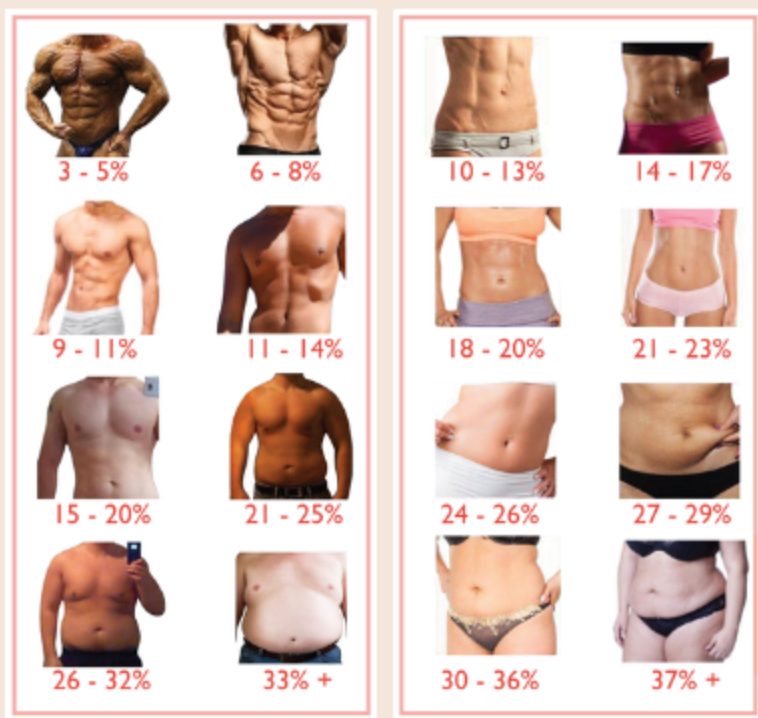 3 - 5%
6 - 8%
9 - 11%
11 - 14%
15 - 20%
21 - 25%
26 - 32%
33% +
10 - 13%
14 - 17%
18 - 20%
21 - 23%
24 - 26%
27 - 29%
30 - 36%
37% +